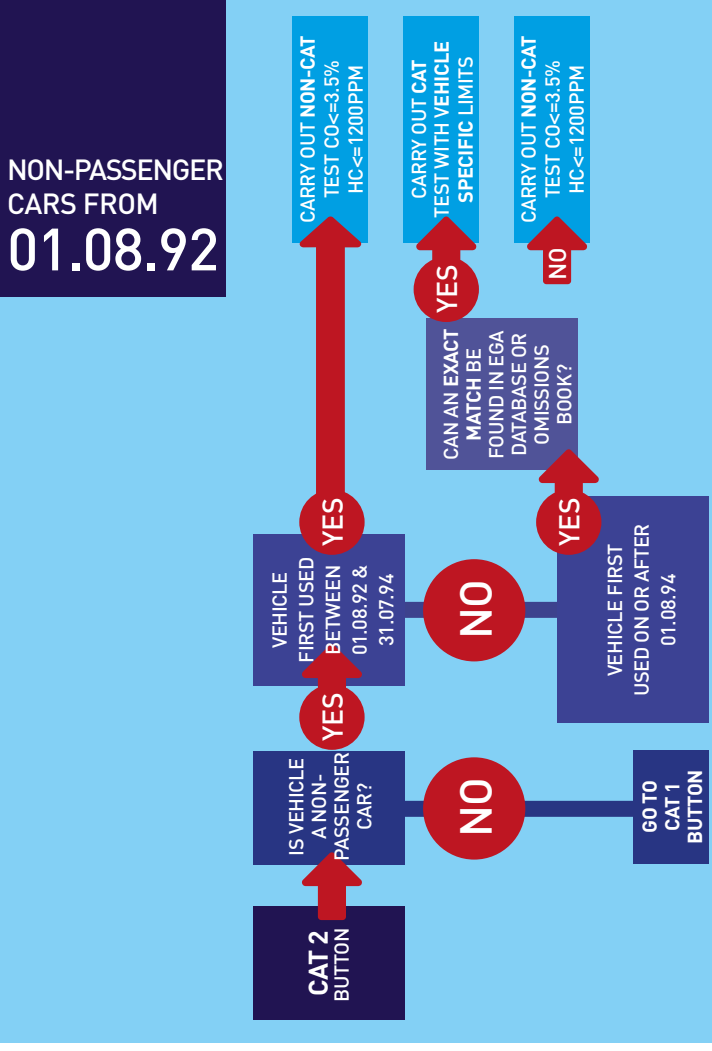 NON-PASSENGER
CARS FROM
01.08.92
CAT 2
BUTTON
IS VEHICLE
A NON-
PASSENGER
CAR?
YES
VEHICLE
FIRST USED
BETWEEN
01.08.92 &
31.07.94
YES
CARRY OUT NON-CAT
TEST CO<=3.5%
HC<=1200PPM
NO
GO TO
CAT 1
BUTTON
NO
VEHICLE FIRST
USED ON OR AFTER
01.08.94
YES
CAN AN EXACT
MATCH BE
FOUND IN EGA
DATABASE OR
OMISSIONS
BOOK?
YES
CARRY OUT CAT
TEST WITH VEHICLE
SPECIFIC LIMITS
NO
CARRY OUT NON-CAT
TEST CO<=3.5%
HC<=1200PPM